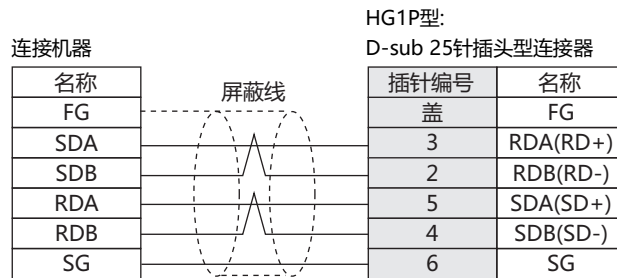 HG1P型:
连接机器
D-sub 25针插头型连接器
名称 屏蔽线 插针编号 名称
FG 盖 FG
SDA 3 RDA(RD+)
SDB 2 RDB(RD-)
RDA 5 SDA(SD+)
RDB 4 SDB(SD-)
SG 6 SG